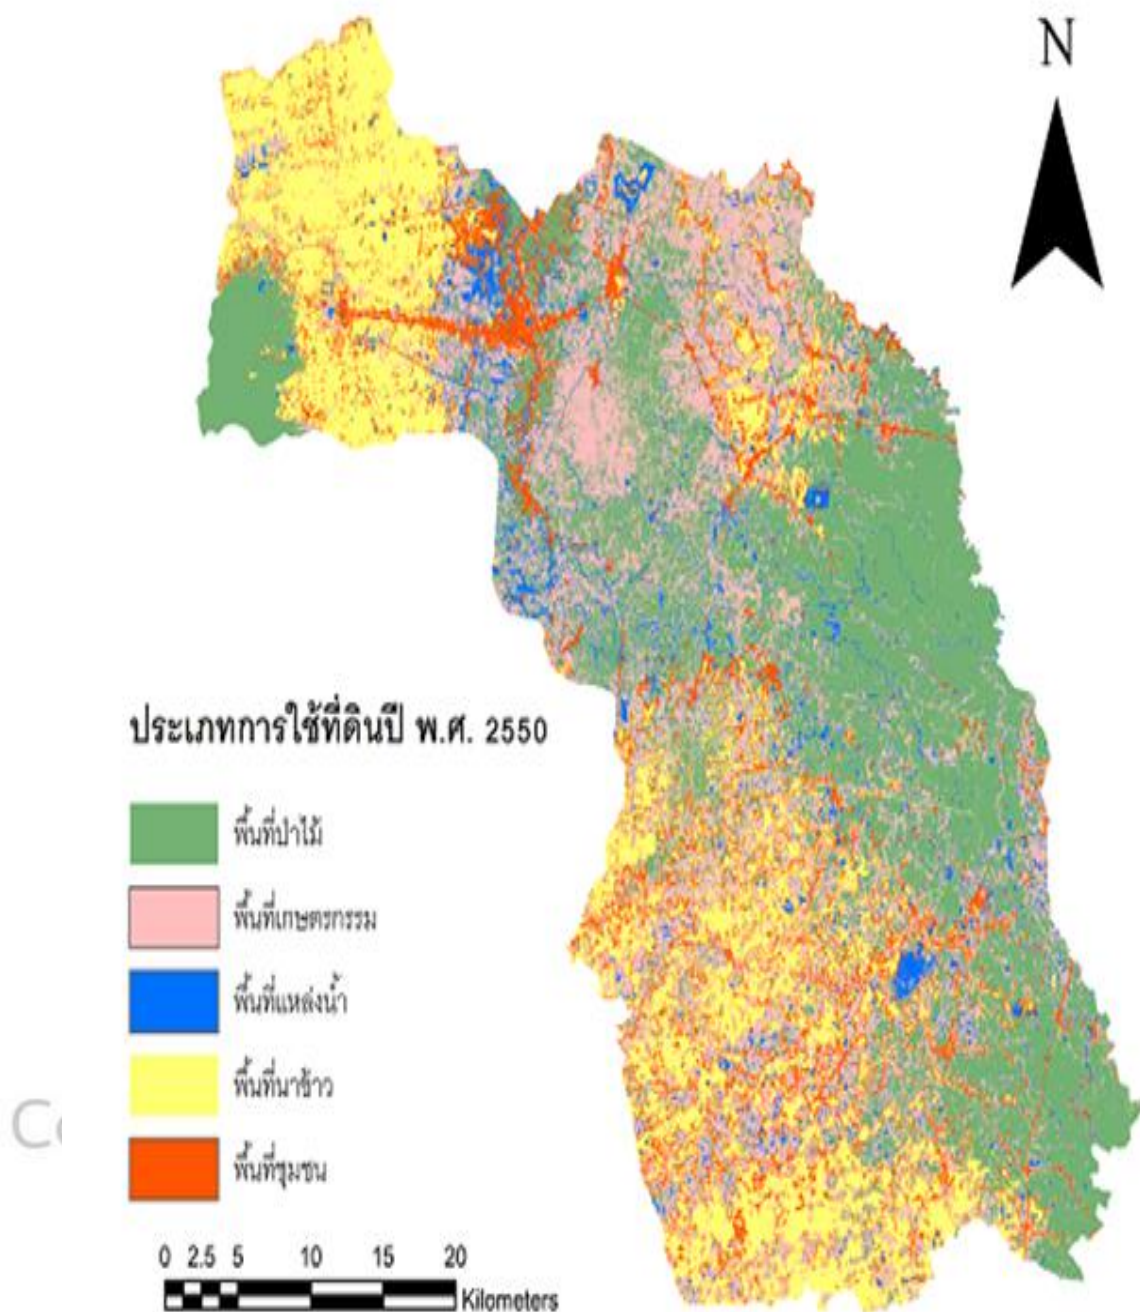 N
ประเภทการใช้ที่ดินปี พ.ศ. 2550
พื้นที่ป่าไม้
พื้นที่เกษตรกรรม
พื้นที่แหล่งน้ำ
พื้นที่นาข้าว
พื้นที่ชุมชน
0 2.5 5 10 15 20
Kilometers